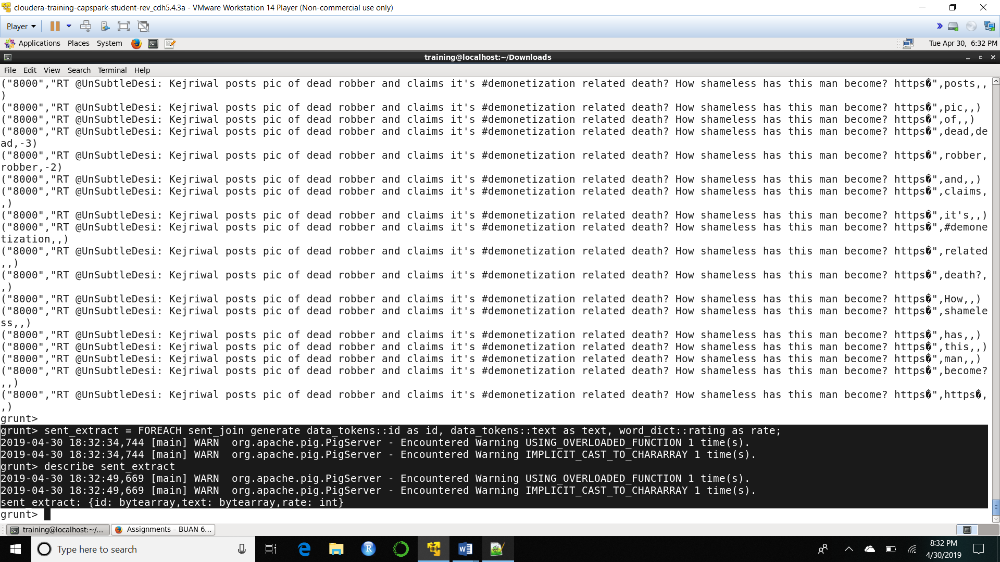 cloudera-training-capspark-student-rev_cdh5.4.3a - VMware Workstation 14 Player (Non-commercial use only)
Player
Applications Places System
Tue Apr 30, 6:32 PM
training@localhost:~/Downloads
File Edit View Search Terminal Help
("8000","RT @UnSubtleDesi: Kejriwal posts pic of dead robber and claims it's #demonetization related death? How shameless has this man become? https�",posts,,
)
("8000","RT @UnSubtleDesi: Kejriwal posts pic of dead robber and claims it's #demonetization related death? How shameless has this man become? https�",pic,,)
("8000","RT @UnSubtleDesi: Kejriwal posts pic of dead robber and claims it's #demonetization related death? How shameless has this man become? https�",of,,)
("8000","RT @UnSubtleDesi: Kejriwal posts pic of dead robber and claims it's #demonetization related death? How shameless has this man become? https�",dead,de
ad,-3)
("8000","RT @UnSubtleDesi: Kejriwal posts pic of dead robber and claims it's #demonetization related death? How shameless has this man become? https�",robber,
robber,-2)
("8000","RT @UnSubtleDesi: Kejriwal posts pic of dead robber and claims it's #demonetization related death? How shameless has this man become? https�",and,,)
("8000","RT @UnSubtleDesi: Kejriwal posts pic of dead robber and claims it's #demonetization related death? How shameless has this man become? https�",claims,
,)
("8000","RT @UnSubtleDesi: Kejriwal posts pic of dead robber and claims it's #demonetization related death? How shameless has this man become? https�",it's,,)
("8000","RT @UnSubtleDesi: Kejriwal posts pic of dead robber and claims it's #demonetization related death? How shameless has this man become? https�",#demone
tization,,)
("8000","RT @UnSubtleDesi: Kejriwal posts pic of dead robber and claims it's #demonetization related death? How shameless has this man become? https�",related
,,)
("8000","RT @UnSubtleDesi: Kejriwal posts pic of dead robber and claims it's #demonetization related death? How shameless has this man become? https�",death?,
,)
("8000","RT @UnSubtleDesi: Kejriwal posts pic of dead robber and claims it's #demonetization related death? How shameless has this man become? https�",How,,)
("8000","RT @UnSubtleDesi: Kejriwal posts pic of dead robber and claims it's #demonetization related death? How shameless has this man become? https�",shamele
ss,,)
("8000","RT @UnSubtleDesi: Kejriwal posts pic of dead robber and claims it's #demonetization related death? How shameless has this man become? https�",has,,)
("8000","RT @UnSubtleDesi: Kejriwal posts pic of dead robber and claims it's #demonetization related death? How shameless has this man become? https�",this,,)
("8000","RT @UnSubtleDesi: Kejriwal posts pic of dead robber and claims it's #demonetization related death? How shameless has this man become? https�",man,,)
("8000","RT @UnSubtleDesi: Kejriwal posts pic of dead robber and claims it's #demonetization related death? How shameless has this man become? https�",become?
,,)
("8000","RT @UnSubtleDesi: Kejriwal posts pic of dead robber and claims it's #demonetization related death? How shameless has this man become? https�",https�,
,)
grunt>
grunt> sent_extract = FOREACH sent_join generate data_tokens::id as id, data_tokens::text as text, word_dict::rating as rate;
2019-04-30 18:32:34,744 [main] WARN  org.apache.pig.PigServer - Encountered Warning USING_OVERLOADED_FUNCTION 1 time(s).
2019-04-30 18:32:34,744 [main] WARN  org.apache.pig.PigServer - Encountered Warning IMPLICIT_CAST_TO_CHARARRAY 1 time(s).
grunt> describe sent_extract
2019-04-30 18:32:49,669 [main] WARN  org.apache.pig.PigServer - Encountered Warning USING_OVERLOADED_FUNCTION 1 time(s).
2019-04-30 18:32:49,669 [main] WARN  org.apache.pig.PigServer - Encountered Warning IMPLICIT_CAST_TO_CHARARRAY 1 time(s).
sent_extract: {id: bytearray,text: bytearray,rate: int}
grunt>
training@localhost:~/... Assignments – BUAN 6...
Type here to search
8:32 PM
4/30/2019